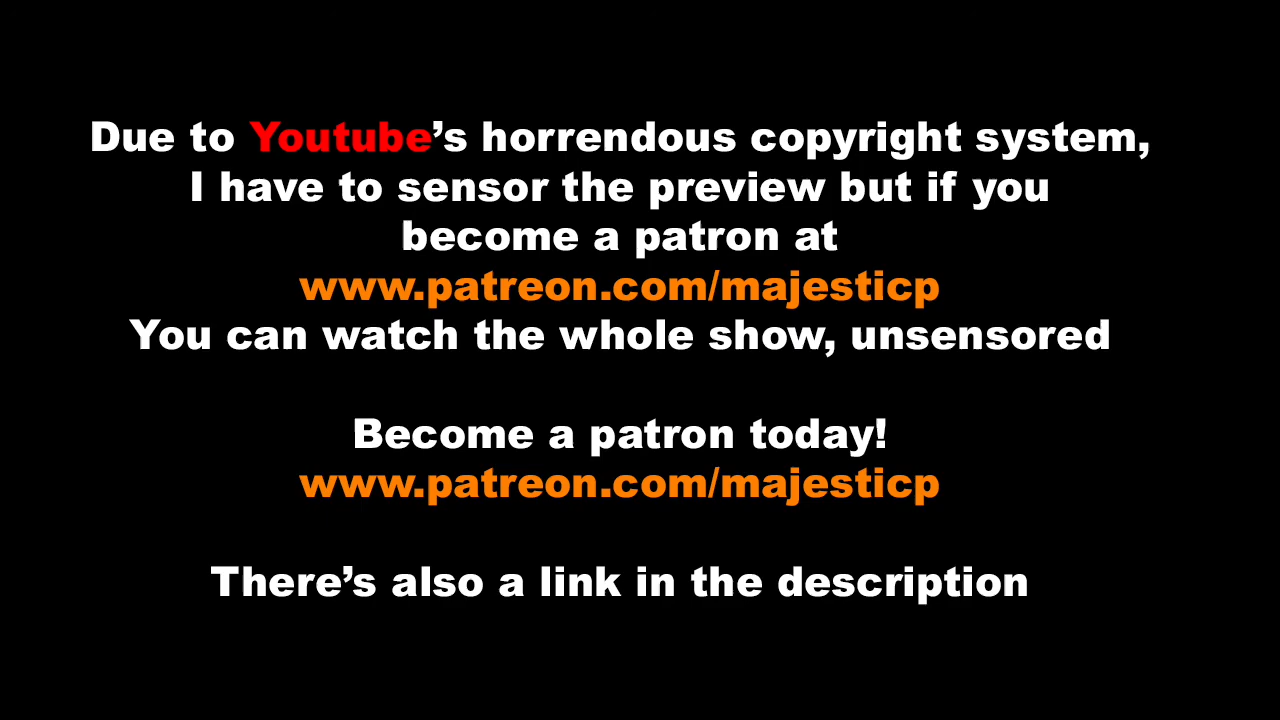 Due to Youtube’s horrendous copyright system,
I have to sensor the preview but if you
become a patron at
www.patreon.com/majesticp
You can watch the whole show, unsensored
Become a patron today!
www.patreon.com/majesticp
There’s also a link in the description